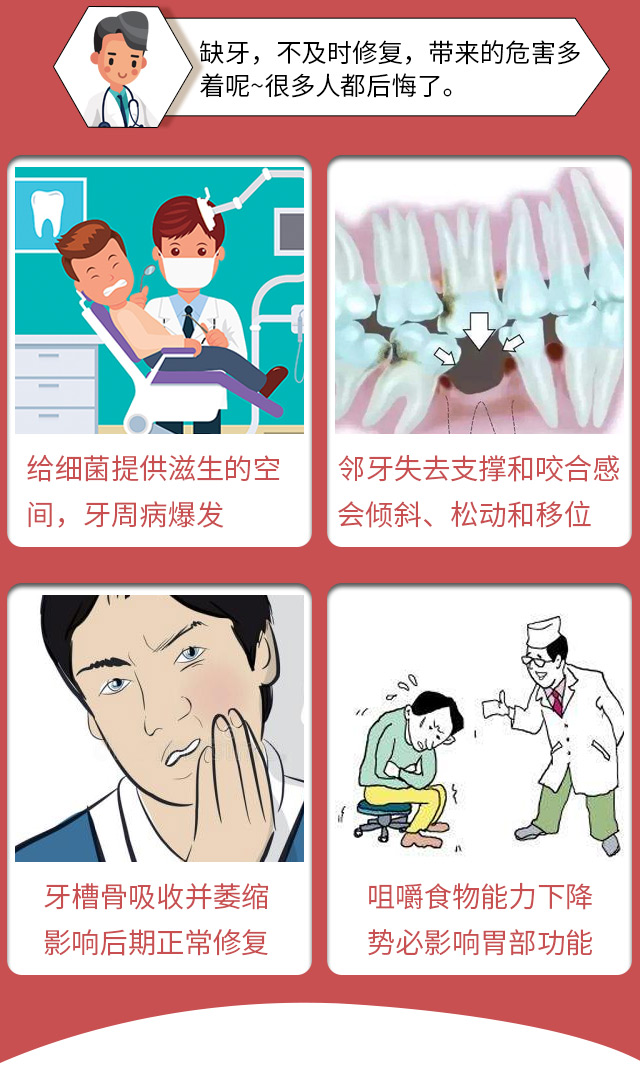 缺牙，不及时修复，带来的危害多
着呢~很多人都后悔了。
给细菌提供滋生的空
间，牙周病爆发
邻牙失去支撑和咬合感
会倾斜、松动和移位
牙槽骨吸收并萎缩
影响后期正常修复
咀嚼食物能力下降
势必影响胃部功能